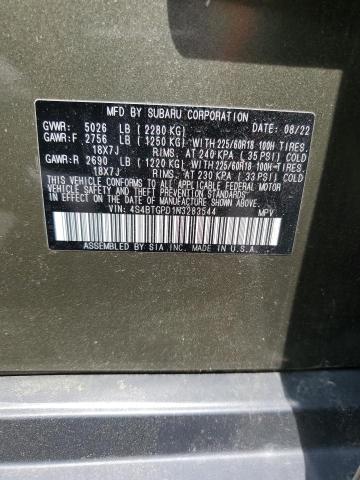 MFD BY SUBARU CORPORATION
GVWR: 5026 LB (2280 KG) DATE: 08/22
GAWR:F 2756 LB (1250 KG) WITH 225/60R18 100H TIRES.
18X7J RIMS. AT 240 KPA (35 PSI) COLD
GAWR:R 2690 LB (1220 KG) WITH 225/60R18 100H TIRES.
18X7J RIMS. AT 230 KPA (33 PSI) COLD
THIS VEHICLE CONFORMS TO ALL APPLICABLE FEDERAL MOTOR
VEHICLE SAFETY STANDARDS IN EFFECT ON THE DATE OF
MANUFACTURE SHOWN ABOVE.
VIN: 4S4BTGPD1N3283544 MPV
ASSEMBLED BY SIA INC. MADE IN U.S.A.